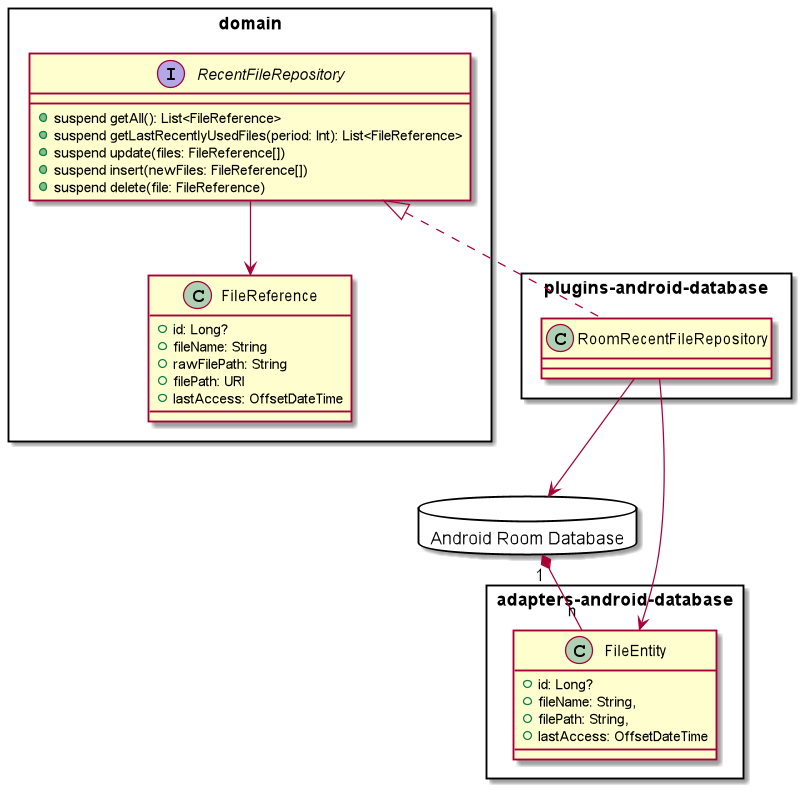 domain
I RecentFileRepository
suspend getAll(): List<FileReference>
suspend getLastRecentlyUsedFiles(period: Int): List<FileReference>
suspend update(files: FileReference[])
suspend insert(newFiles: FileReference[])
suspend delete(file: FileReference)
C FileReference
id: Long?
fileName: String
rawFilePath: String
filePath: URI
lastAccess: OffsetDateTime
plugins-android-database
C RoomRecentFileRepository
Android Room Database
1
n
adapters-android-database
C FileEntity
id: Long?
fileName: String,
filePath: String,
lastAccess: OffsetDateTime